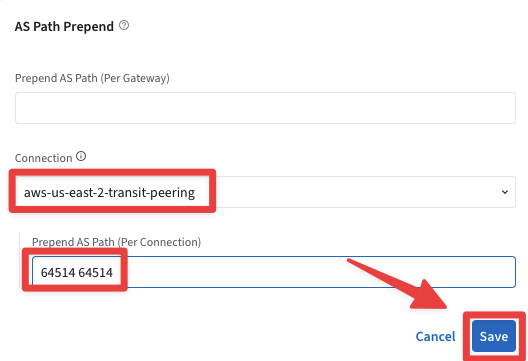 AS Path Prepend
Prepend AS Path (Per Gateway)
Connection
aws-us-east-2-transit-peering
Prepend AS Path (Per Connection)
64514 64514
Cancel Save